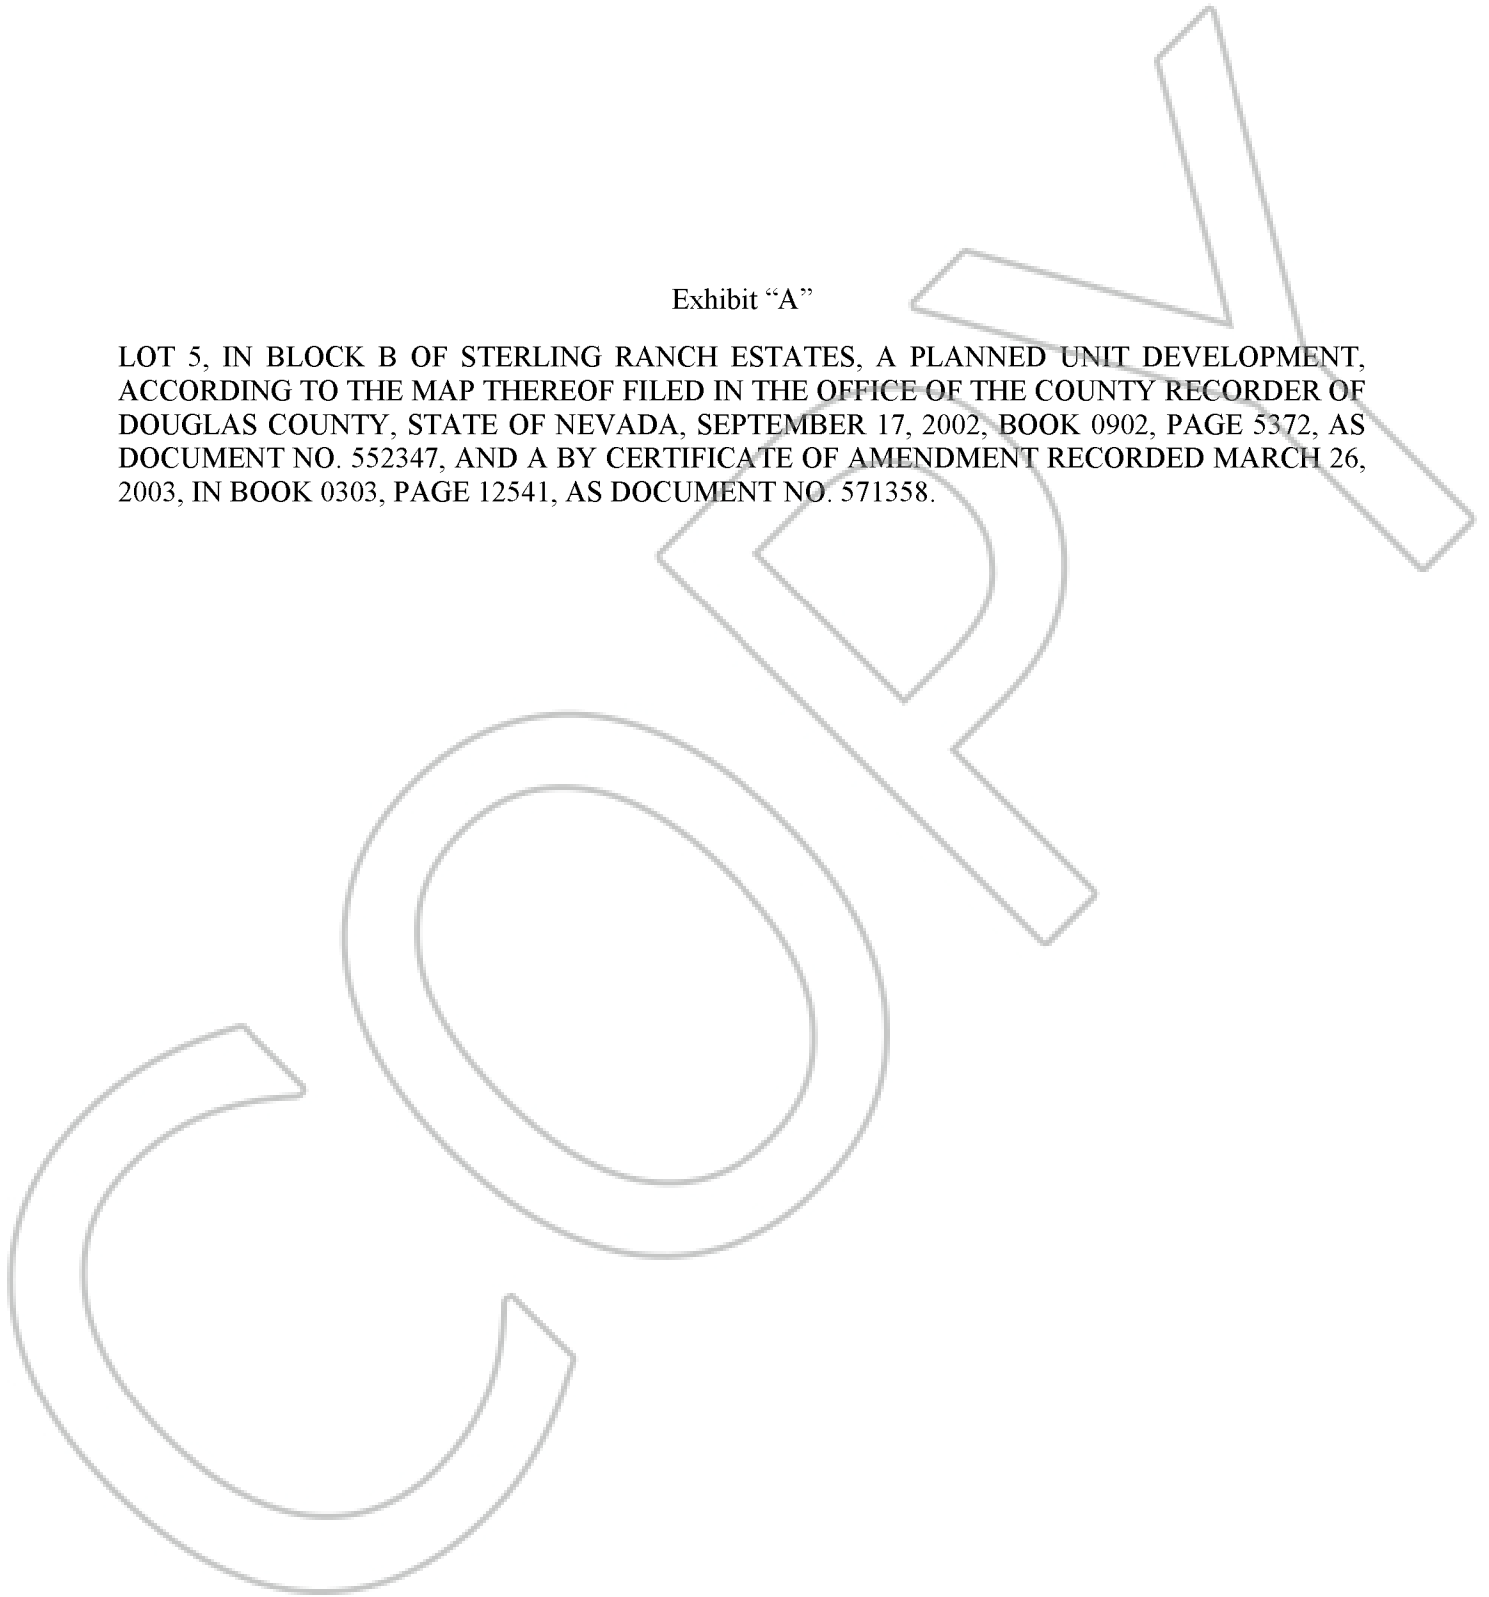 Exhibit “A”
LOT 5, IN BLOCK B OF STERLING RANCH ESTATES, A PLANNED UNIT DEVELOPMENT,
ACCORDING TO THE MAP THEREOF FILED IN THE OFFICE OF THE COUNTY RECORDER OF
DOUGLAS COUNTY, STATE OF NEVADA, SEPTEMBER 17, 2002, BOOK 0902, PAGE 5372, AS
DOCUMENT NO. 552347, AND A BY CERTIFICATE OF AMENDMENT RECORDED MARCH 26,
2003, IN BOOK 0303, PAGE 12541, AS DOCUMENT NO. 571358.
COPY